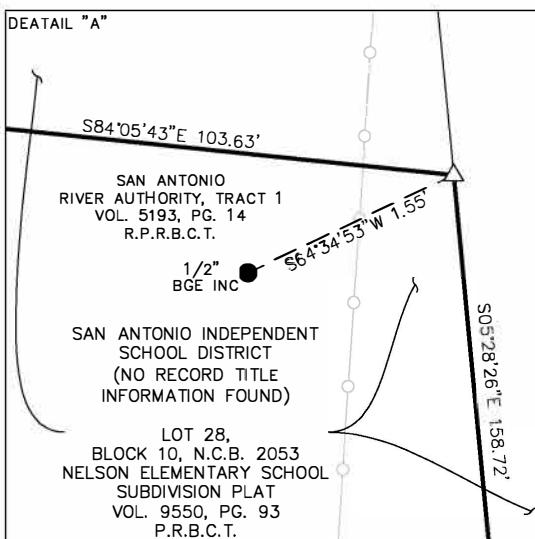 DEATAIL "A"
S84°05'43"E 103.63'
SAN ANTONIO
RIVER AUTHORITY, TRACT 1
VOL. 5193, PG. 14
R.P.R.B.C.T.
S64°34'53"W 1.55'
1/2"
BGE INC
SAN ANTONIO INDEPENDENT
SCHOOL DISTRICT
(NO RECORD TITLE
INFORMATION FOUND)
S05°28'26"E 158.72'
LOT 28,
BLOCK 10, N.C.B. 2053
NELSON ELEMENTARY SCHOOL
SUBDIVISION PLAT
VOL. 9550, PG. 93
P.R.B.C.T.